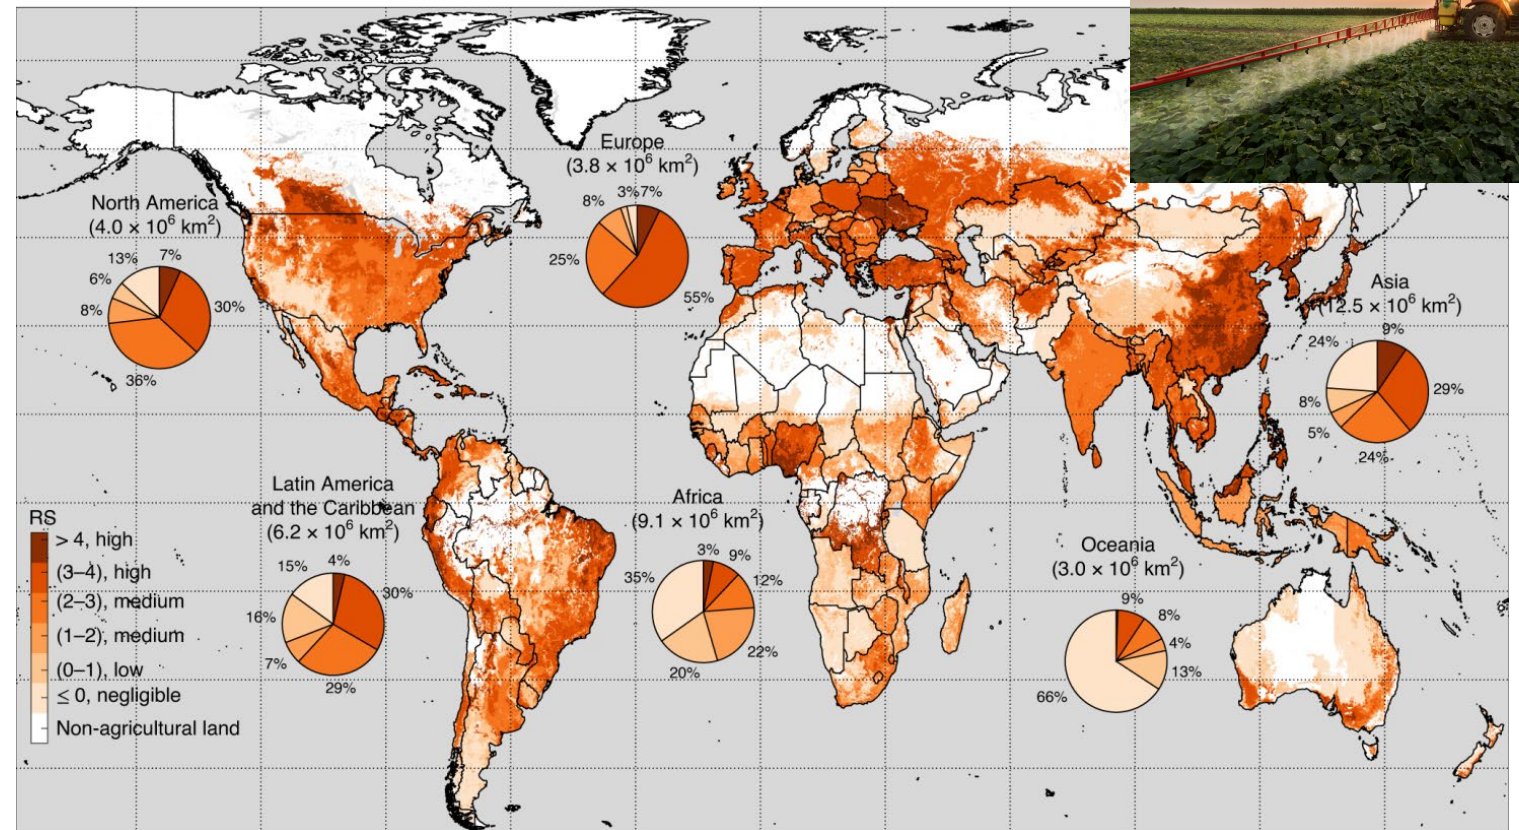 Europe
(3.8 × 10⁶ km²)
3%
7%
8%
25%
55%
North America
(4.0 × 10⁶ km²)
13%
7%
6%
30%
8%
36%
Asia
(12.5 × 10⁶ km²)
9%
24%
29%
8%
5%
24%
Latin America
and the Caribbean
(6.2 × 10⁶ km²)
15%
4%
30%
16%
7%
29%
Africa
(9.1 × 10⁶ km²)
3%
9%
35%
12%
22%
20%
Oceania
(3.0 × 10⁶ km²)
9%
8%
4%
13%
66%
RS
> 4, high
(3–4), high
(2–3), medium
(1–2), medium
(0–1), low
≤ 0, negligible
Non-agricultural land